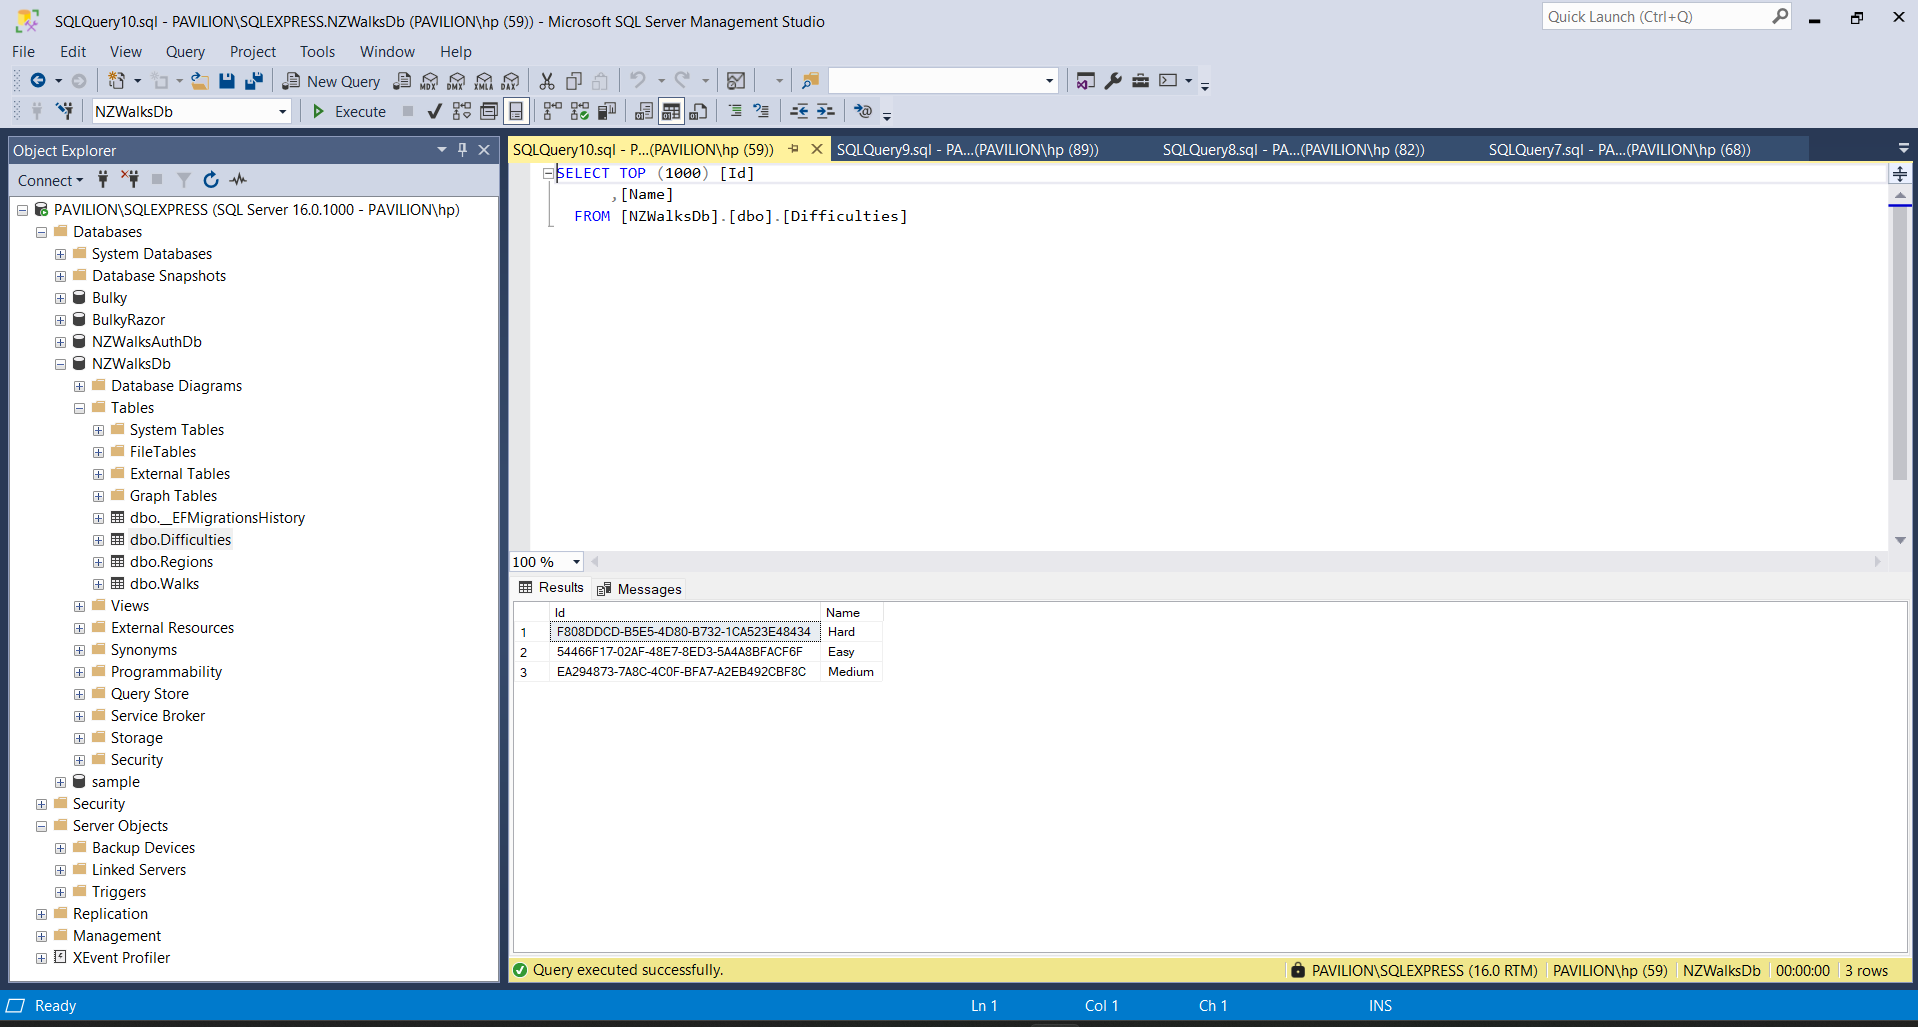 SQLQuery10.sql - PAVILION\SQLEXPRESS.NZWalksDb (PAVILION\hp (59)) - Microsoft SQL Server Management Studio
Quick Launch (Ctrl+Q)
File Edit View Query Project Tools Window Help
New Query MDX DMX XMLA DAX
NZWalksDb Execute
Object Explorer
Connect
PAVILION\SQLEXPRESS (SQL Server 16.0.1000 - PAVILION\hp)
Databases
System Databases
Database Snapshots
Bulky
BulkyRazor
NZWalksAuthDb
NZWalksDb
Database Diagrams
Tables
System Tables
FileTables
External Tables
Graph Tables
dbo.__EFMigrationsHistory
dbo.Difficulties
dbo.Regions
dbo.Walks
Views
External Resources
Synonyms
Programmability
Query Store
Service Broker
Storage
Security
sample
Security
Server Objects
Backup Devices
Linked Servers
Triggers
Replication
Management
XEvent Profiler
SQLQuery10.sql - P...(PAVILION\hp (59)) SQLQuery9.sql - PA...(PAVILION\hp (89)) SQLQuery8.sql - PA...(PAVILION\hp (82)) SQLQuery7.sql - PA...(PAVILION\hp (68))
SELECT TOP (1000) [Id]
,[Name]
FROM [NZWalksDb].[dbo].[Difficulties]
100 %
Results Messages
Id Name
1 F808DDCD-B5E5-4D80-B732-1CA523E48434 Hard
2 54466F17-02AF-48E7-8ED3-5A4A8BFACF6F Easy
3 EA294873-7A8C-4C0F-BFA7-A2EB492CBF8C Medium
Query executed successfully. PAVILION\SQLEXPRESS (16.0 RTM) PAVILION\hp (59) NZWalksDb 00:00:00 3 rows
Ready Ln 1 Col 1 Ch 1 INS